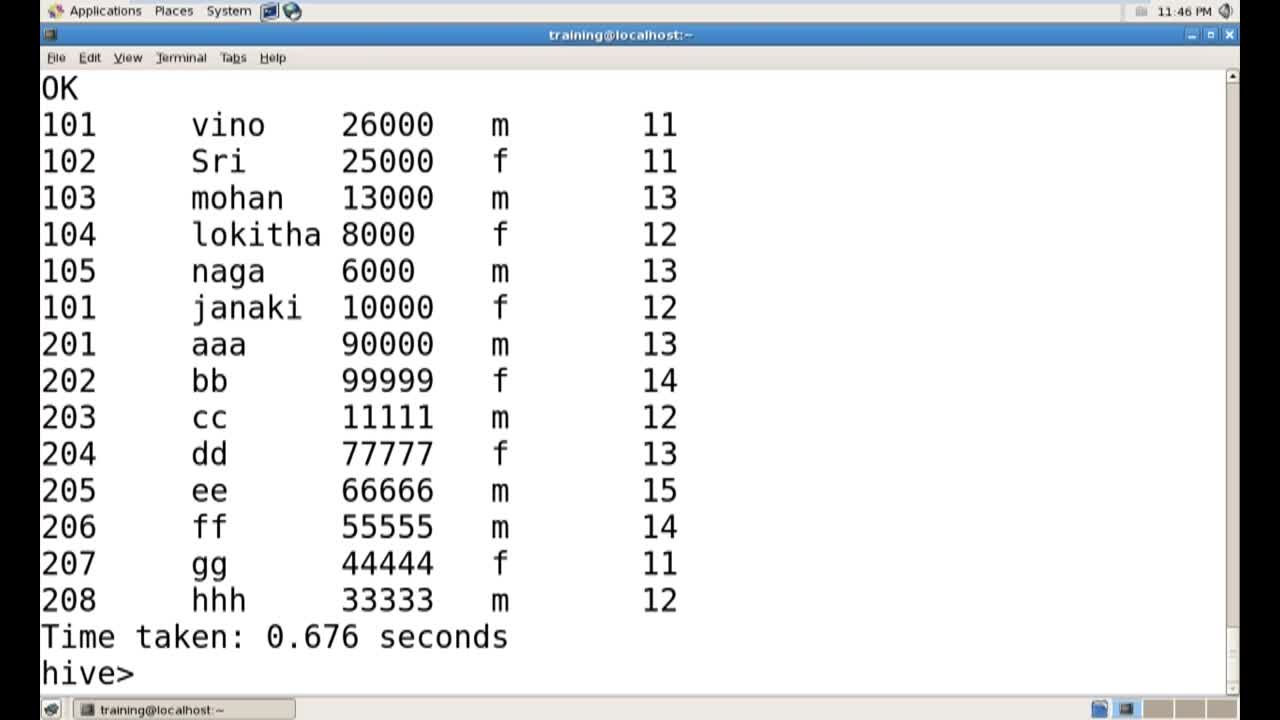 Applications Places System 11:46 PM
training@localhost:~
File Edit View Terminal Tabs Help
OK
101 vino 26000 m 11
102 Sri 25000 f 11
103 mohan 13000 m 13
104 lokitha 8000 f 12
105 naga 6000 m 13
101 janaki 10000 f 12
201 aaa 90000 m 13
202 bb 99999 f 14
203 cc 11111 m 12
204 dd 77777 f 13
205 ee 66666 m 15
206 ff 55555 m 14
207 gg 44444 f 11
208 hhh 33333 m 12
Time taken: 0.676 seconds
hive>
training@localhost:~